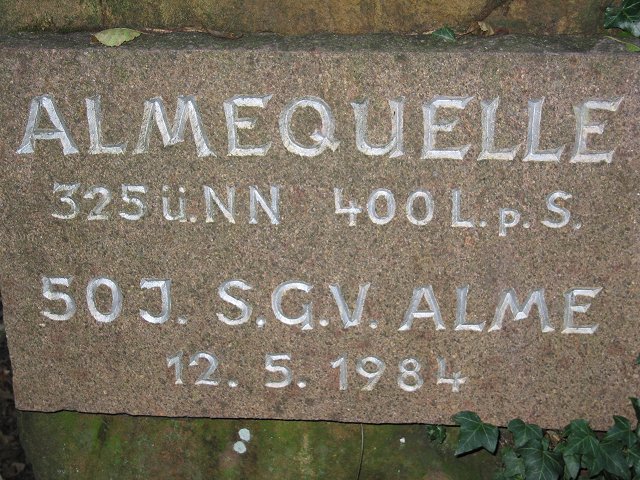 ALMEQUELLE
325 ü. NN 400 L. p. S.
50 J. S.G.V. ALME
12. 5. 1984